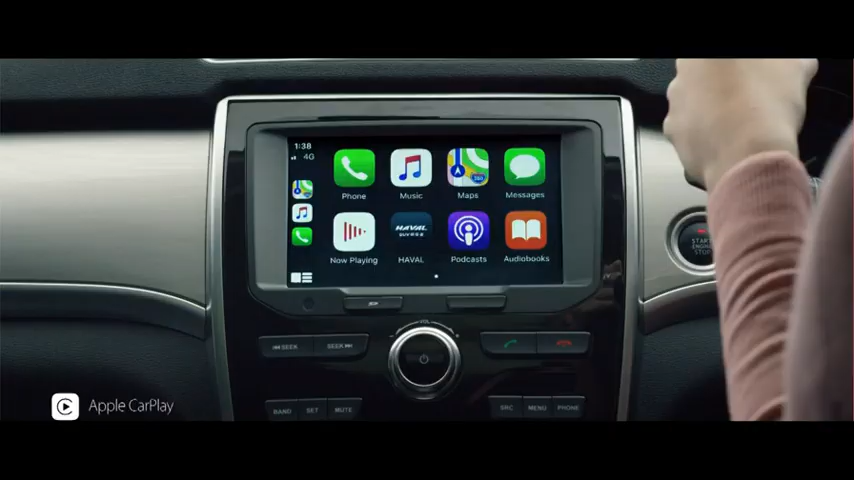 1:38
4G
Phone
Music
Maps
Messages
HAVAL
Now Playing
HAVAL
Podcasts
Audiobooks
START
ENGINE
STOP
VOL
SEEK
SEEK
BAND
SET
MUTE
SRC
MENU
PHONE
Apple CarPlay